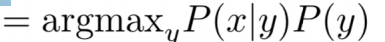 = argmax_y P(x|y)P(y)